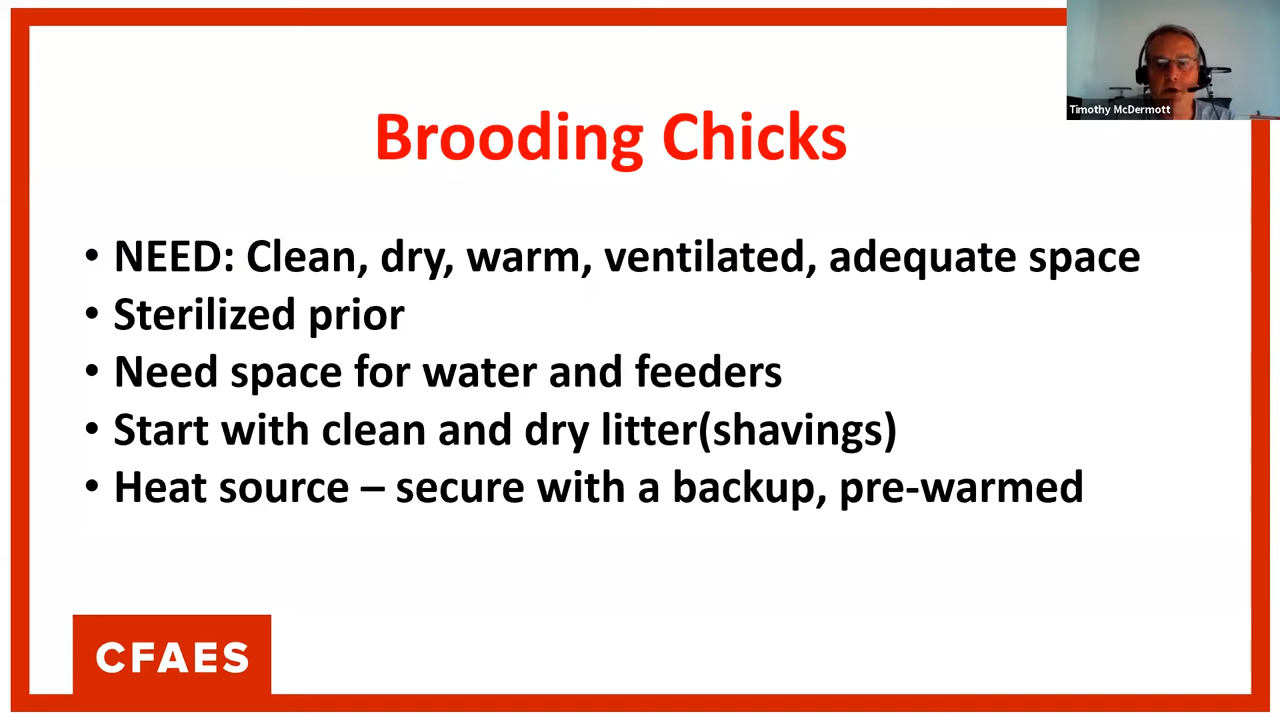 Timothy McDermott
Brooding Chicks
• NEED: Clean, dry, warm, ventilated, adequate space
• Sterilized prior
• Need space for water and feeders
• Start with clean and dry litter(shavings)
• Heat source – secure with a backup, pre-warmed
CFAES